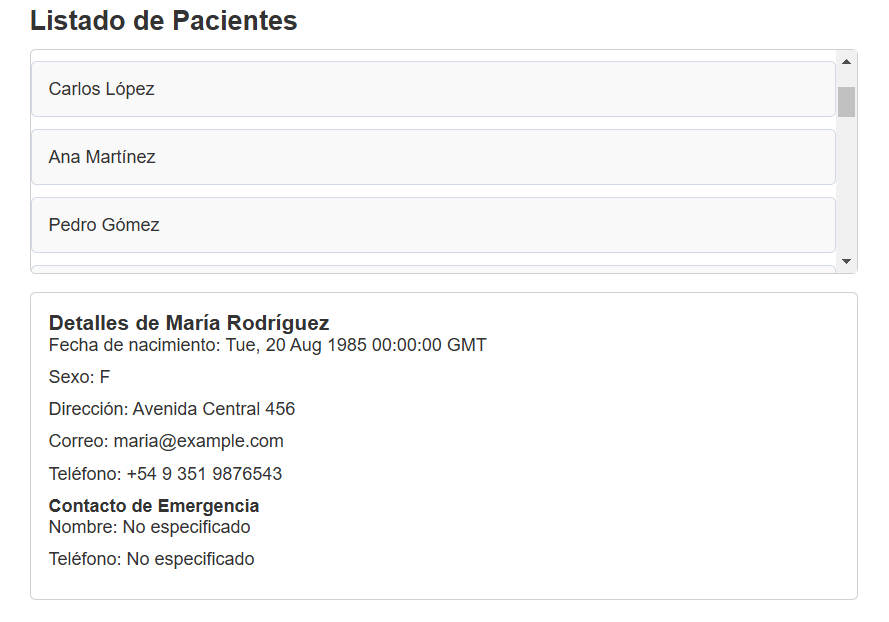 Listado de Pacientes
Carlos López
Ana Martínez
Pedro Gómez
Detalles de María Rodríguez
Fecha de nacimiento: Tue, 20 Aug 1985 00:00:00 GMT
Sexo: F
Dirección: Avenida Central 456
Correo: maria@example.com
Teléfono: +54 9 351 9876543
Contacto de Emergencia
Nombre: No especificado
Teléfono: No especificado